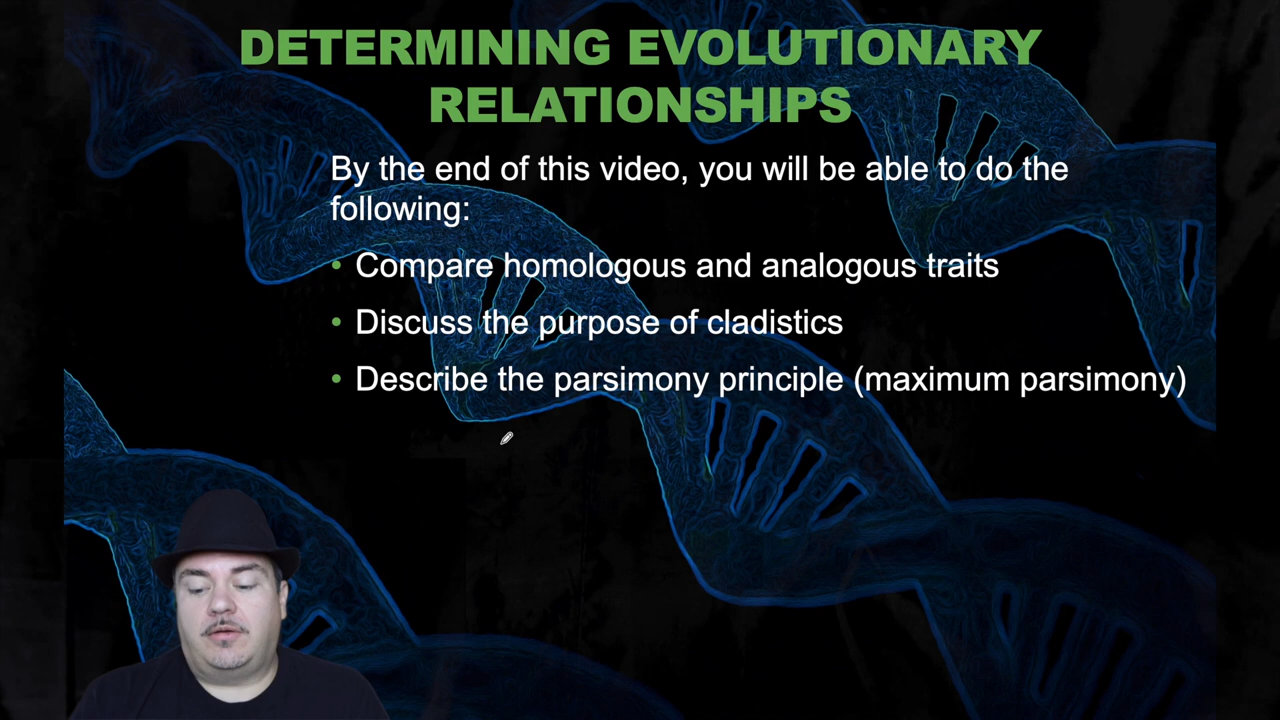 DETERMINING EVOLUTIONARY
RELATIONSHIPS
By the end of this video, you will be able to do the
following:
• Compare homologous and analogous traits
• Discuss the purpose of cladistics
• Describe the parsimony principle (maximum parsimony)